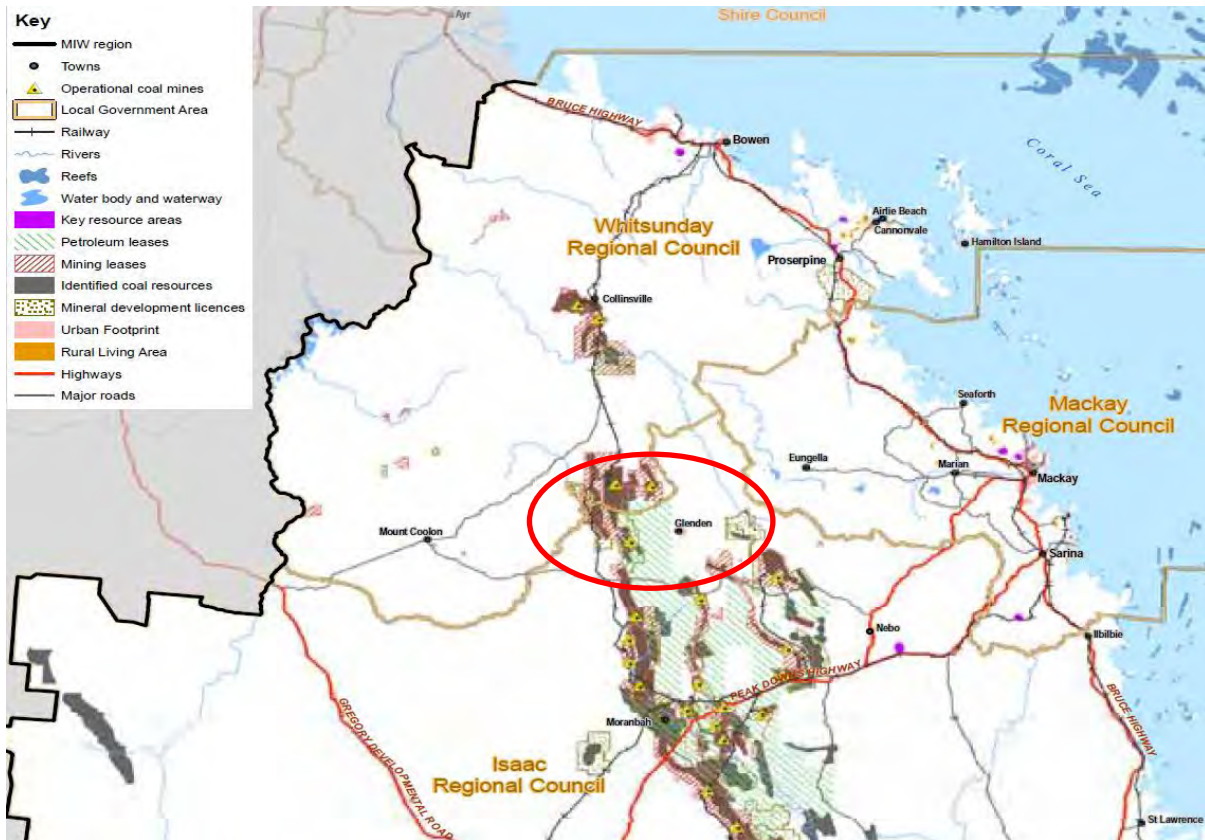 Key
MIW region
Towns
Operational coal mines
Local Government Area
Railway
Rivers
Reefs
Water body and waterway
Key resource areas
Petroleum leases
Mining leases
Identified coal resources
Mineral development licences
Urban Footprint
Rural Living Area
Highways
Major roads
Ayr
Shire Council
BRUCE HIGHWAY
Bowen
Coral Sea
Whitsunday
Regional Council
Airlie Beach
Cannonvale
Hamilton Island
Proserpine
Collinsville
Seaforth
Mackay
Regional Council
Eungella
Marian
Mackay
Mount Coolon
Glenden
Sarina
Nebo
Ilbilbie
PEAK DOWNS HIGHWAY
Moranbah
GREGORY DEVELOPMENTAL ROAD
Isaac
Regional Council
BRUCE HIGHWAY
St Lawrence